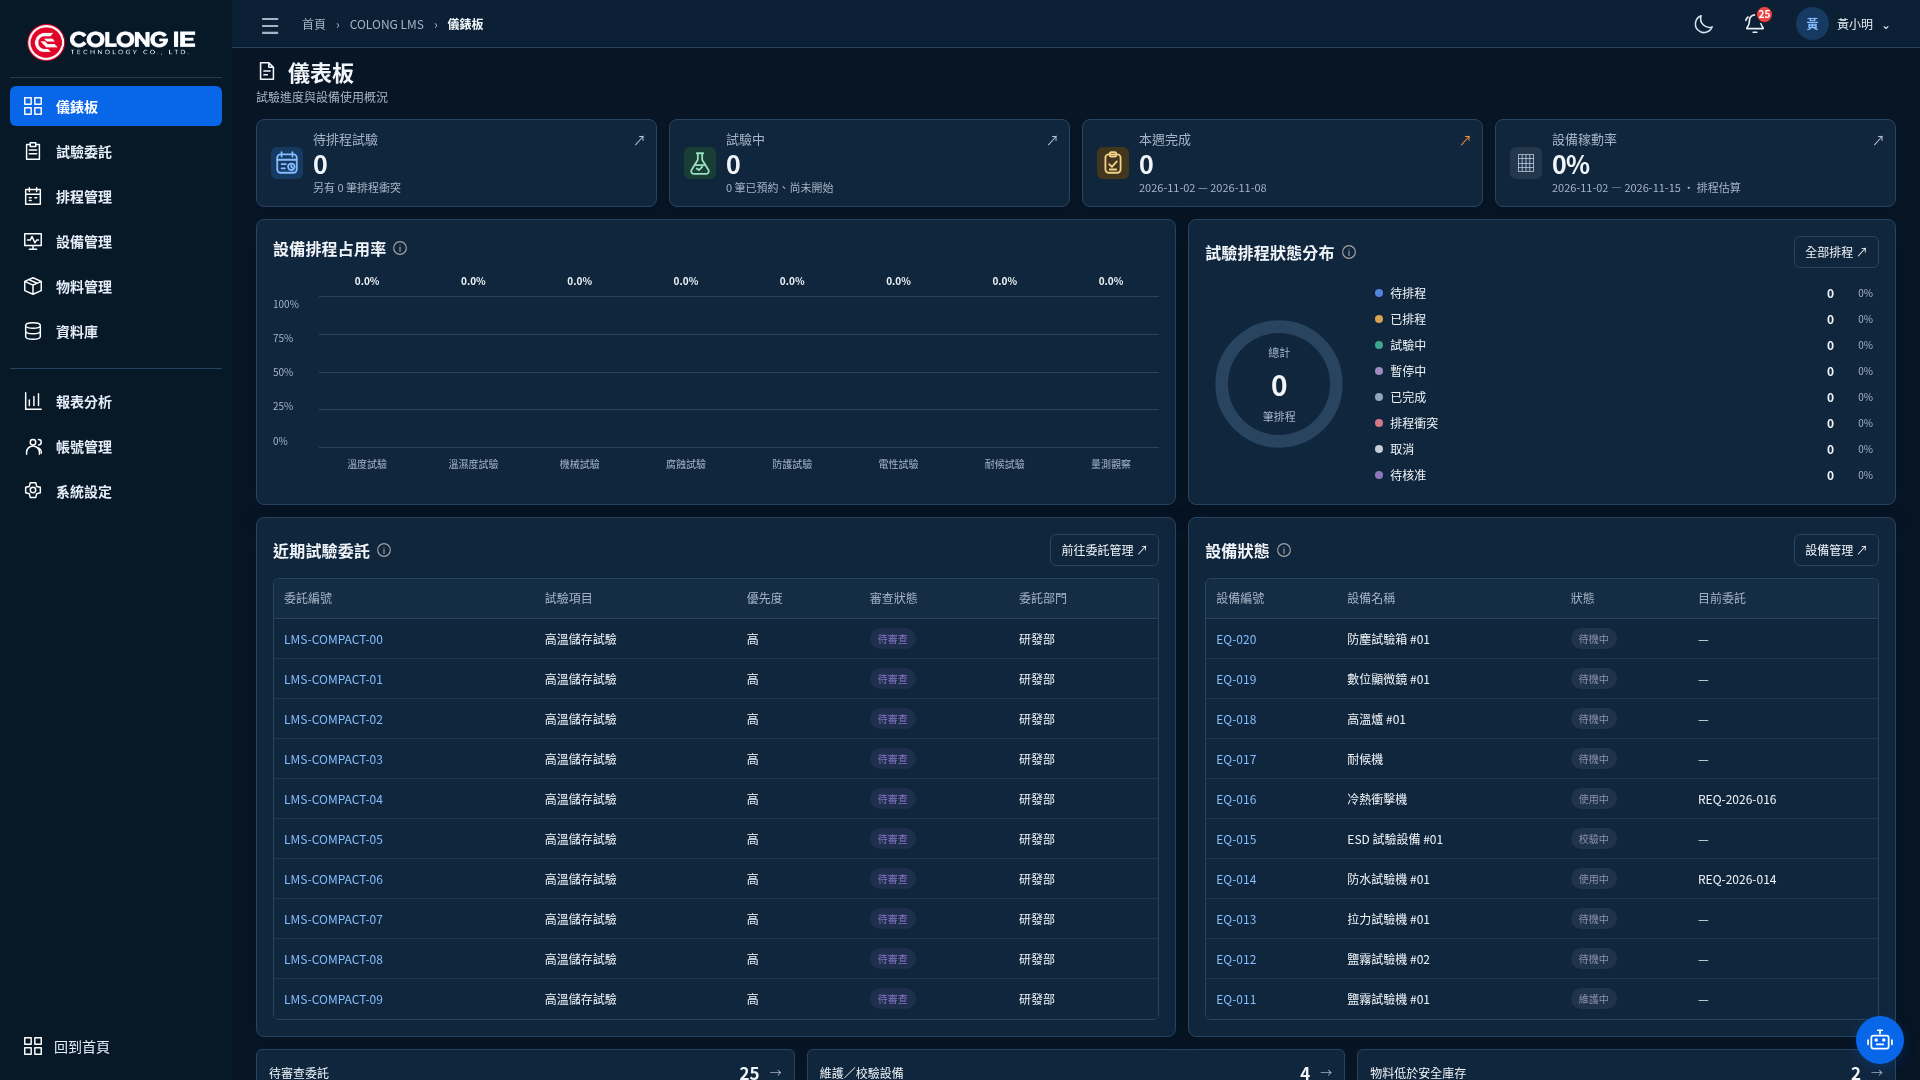 COLONG IE
TECHNOLOGY CO., LTD.
儀錶板
試驗委託
排程管理
設備管理
物料管理
資料庫
報表分析
帳號管理
系統設定
回到首頁
首頁 › COLONG LMS › 儀錶板
25
黃 黃小明
儀表板
試驗進度與設備使用概況
待排程試驗 ↗
0
另有 0 筆排程衝突
試驗中 ↗
0
0 筆已預約、尚未開始
本週完成 ↗
0
2026-11-02 — 2026-11-08
設備稼動率 ↗
0%
2026-11-02 — 2026-11-15 · 排程估算
設備排程占用率
0.0% 0.0% 0.0% 0.0% 0.0% 0.0% 0.0% 0.0%
100%
75%
50%
25%
0%
溫度試驗 溫濕度試驗 機械試驗 腐蝕試驗 防護試驗 電性試驗 耐候試驗 量測觀察
試驗排程狀態分布 全部排程 ↗
總計
0
筆排程
待排程 0 0%
已排程 0 0%
試驗中 0 0%
暫停中 0 0%
已完成 0 0%
排程衝突 0 0%
取消 0 0%
待核准 0 0%
近期試驗委託 前往委託管理 ↗
委託編號 試驗項目 優先度 審查狀態 委託部門
LMS-COMPACT-00 高溫儲存試驗 高 待審查 研發部
LMS-COMPACT-01 高溫儲存試驗 高 待審查 研發部
LMS-COMPACT-02 高溫儲存試驗 高 待審查 研發部
LMS-COMPACT-03 高溫儲存試驗 高 待審查 研發部
LMS-COMPACT-04 高溫儲存試驗 高 待審查 研發部
LMS-COMPACT-05 高溫儲存試驗 高 待審查 研發部
LMS-COMPACT-06 高溫儲存試驗 高 待審查 研發部
LMS-COMPACT-07 高溫儲存試驗 高 待審查 研發部
LMS-COMPACT-08 高溫儲存試驗 高 待審查 研發部
LMS-COMPACT-09 高溫儲存試驗 高 待審查 研發部
設備狀態 設備管理 ↗
設備編號 設備名稱 狀態 目前委託
EQ-020 防塵試驗箱 #01 待機中 —
EQ-019 數位顯微鏡 #01 待機中 —
EQ-018 高溫爐 #01 待機中 —
EQ-017 耐候機 待機中 —
EQ-016 冷熱衝擊機 使用中 REQ-2026-016
EQ-015 ESD 試驗設備 #01 校驗中 —
EQ-014 防水試驗機 #01 使用中 REQ-2026-014
EQ-013 拉力試驗機 #01 待機中 —
EQ-012 鹽霧試驗機 #02 待機中 —
EQ-011 鹽霧試驗機 #01 維護中 —
待審查委託 25 →
維護／校驗設備 4 →
物料低於安全庫存 2 →